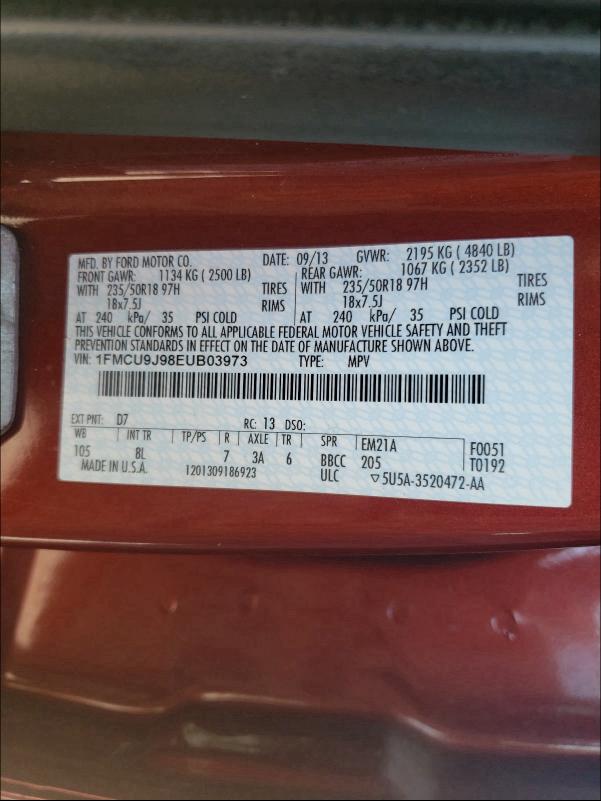 MFD. BY FORD MOTOR CO. DATE: 09/13 GVWR: 2195 KG ( 4840 LB)
FRONT GAWR: 1134 KG ( 2500 LB) REAR GAWR: 1067 KG ( 2352 LB)
WITH 235/50R18 97H TIRES WITH 235/50R18 97H TIRES
18x7.5J RIMS 18x7.5J RIMS
AT 240 kPa/ 35 PSI COLD AT 240 kPa/ 35 PSI COLD
THIS VEHICLE CONFORMS TO ALL APPLICABLE FEDERAL MOTOR VEHICLE SAFETY AND THEFT
PREVENTION STANDARDS IN EFFECT ON THE DATE OF MANUFACTURE SHOWN ABOVE.
VIN: 1FMCU9J98EUB03973 TYPE: MPV
EXT PNT: D7 RC: 13 DSO:
WB INT TR TP/PS R AXLE TR SPR EM21A F0051
105 8L 7 3A 6 BBCC 205 T0192
MADE IN U.S.A. 1201309186923 ULC ▽5U5A-3520472-AA